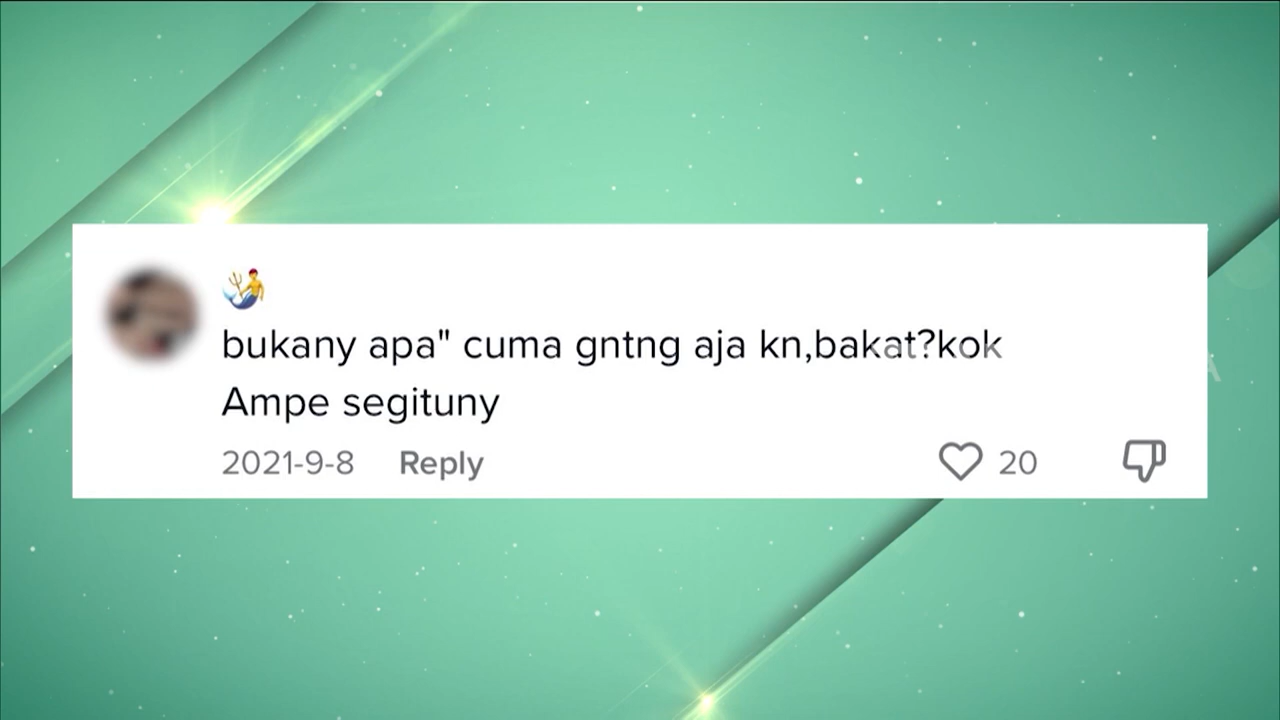 bukany apa" cuma gntng aja kn,bakat?kok
Ampe segituny
2021-9-8 Reply 20